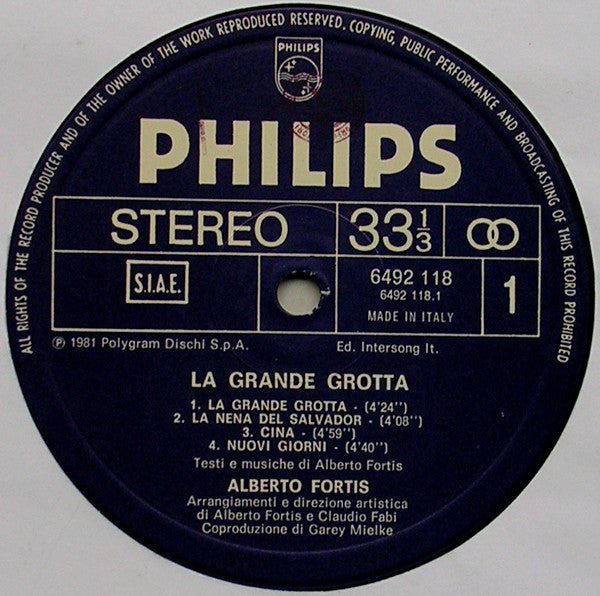 ALL RIGHTS OF THE RECORD PRODUCER AND OF THE OWNER OF THE WORK REPRODUCED RESERVED. COPYING, PUBLIC PERFORMANCE AND BROADCASTING OF THIS RECORD PROHIBITED
PHILIPS
PHILIPS
STEREO 33 1/3
S.I.A.E. 6492 118 1
6492 118.1
MADE IN ITALY
℗ 1981 Polygram Dischi S.p.A. Ed. Intersong It.
LA GRANDE GROTTA
1. LA GRANDE GROTTA - (4'24'')
2. LA NENA DEL SALVADOR - (4'08'')
3. CINA - (4'59'')
4. NUOVI GIORNI - (4'40'')
Testi e musiche di Alberto Fortis
ALBERTO FORTIS
Arrangiamenti e direzione artistica
di Alberto Fortis e Claudio Fabi
Coproduzione di Garey Mielke